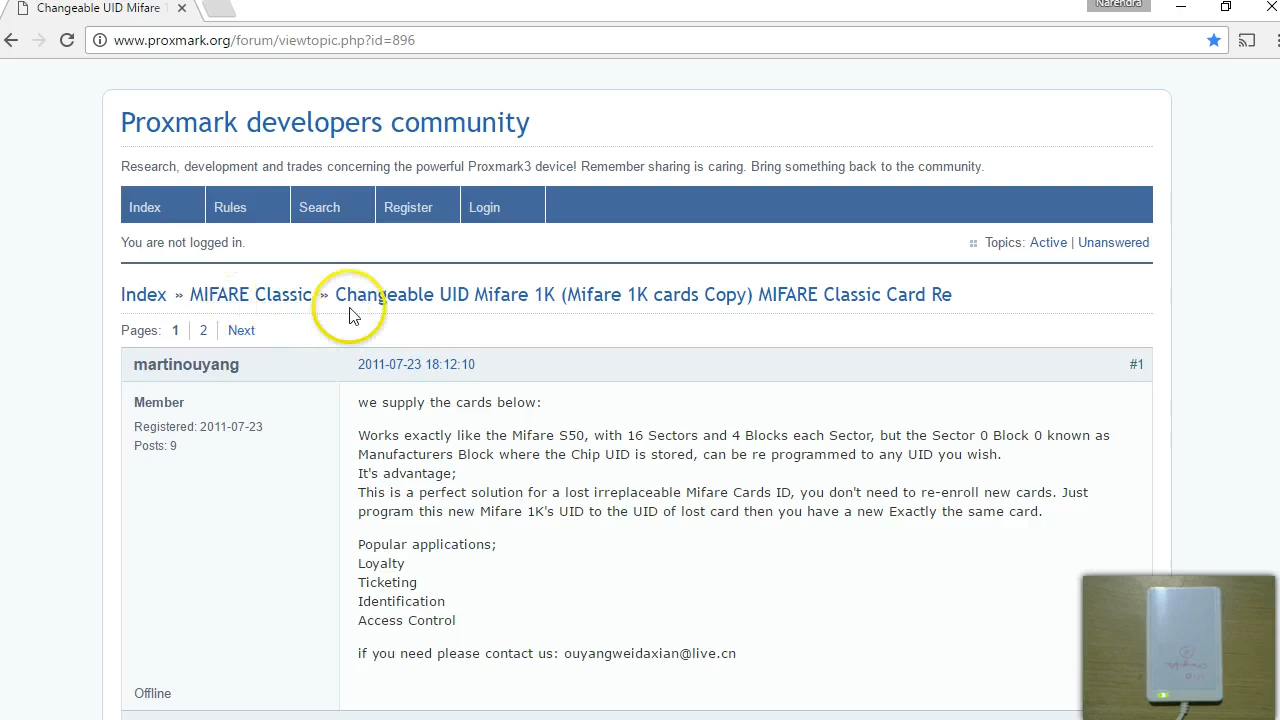 Changeable UID Mifare 1
Narendra
www.proxmark.org/forum/viewtopic.php?id=896
Proxmark developers community
Research, development and trades concerning the powerful Proxmark3 device! Remember sharing is caring. Bring something back to the community.
Index Rules Search Register Login
You are not logged in. Topics: Active | Unanswered
Index » MIFARE Classic » Changeable UID Mifare 1K (Mifare 1K cards Copy) MIFARE Classic Card Re
Pages: 1 2 Next
martinouyang 2011-07-23 18:12:10 #1
Member
Registered: 2011-07-23
Posts: 9
we supply the cards below:
Works exactly like the Mifare S50, with 16 Sectors and 4 Blocks each Sector, but the Sector 0 Block 0 known as
Manufacturers Block where the Chip UID is stored, can be re programmed to any UID you wish.
It's advantage;
This is a perfect solution for a lost irreplaceable Mifare Cards ID, you don't need to re-enroll new cards. Just
program this new Mifare 1K's UID to the UID of lost card then you have a new Exactly the same card.
Popular applications;
Loyalty
Ticketing
Identification
Access Control
if you need please contact us: ouyangweidaxian@live.cn
Offline